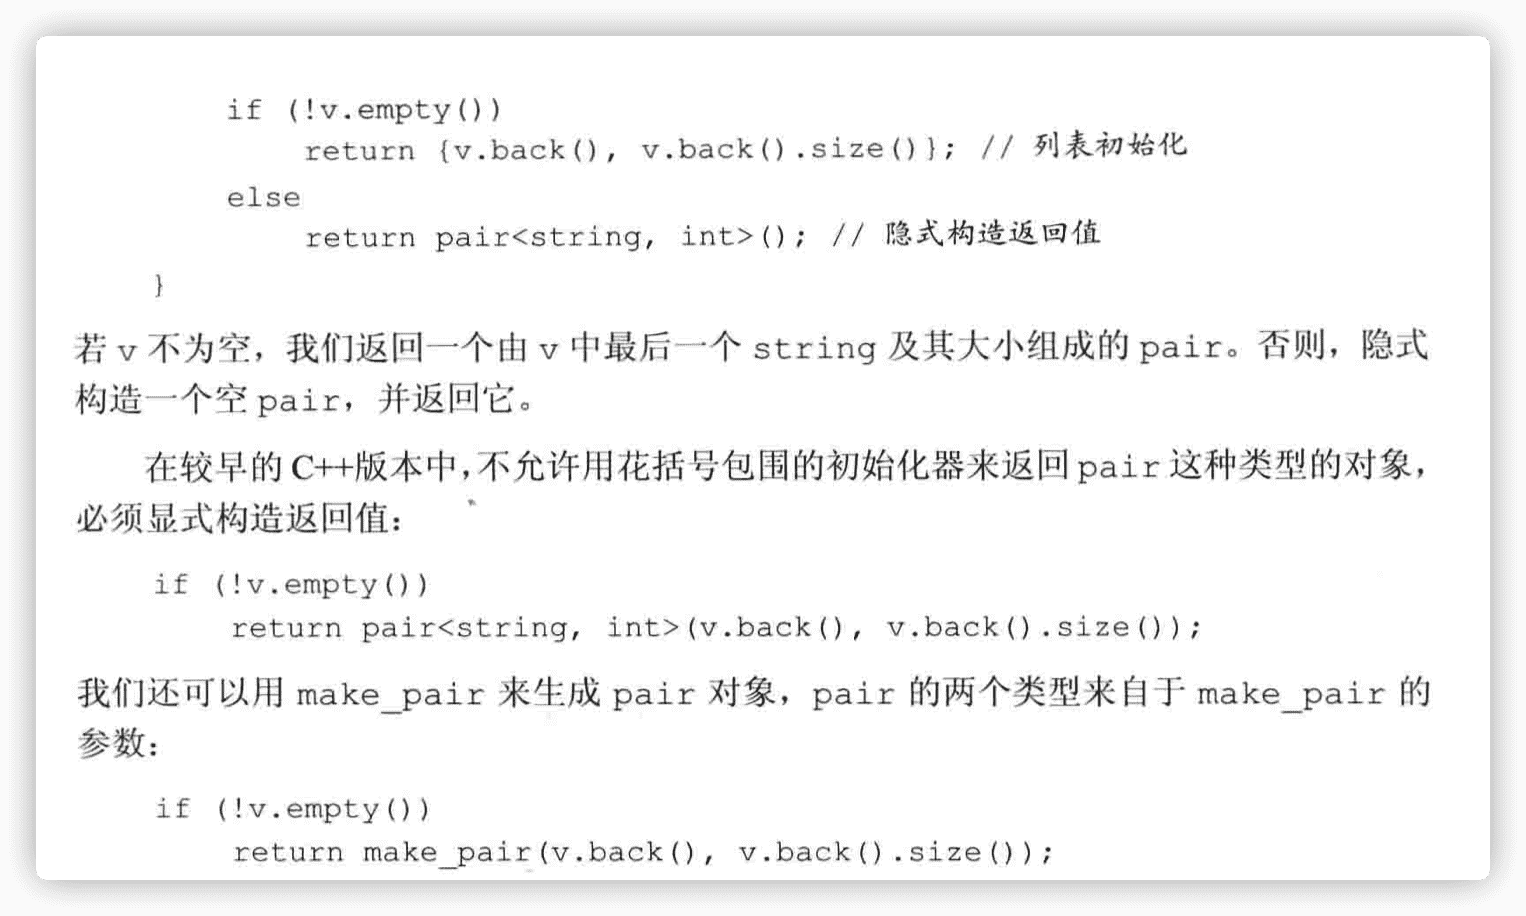 if (!v.empty())
return {v.back(), v.back().size()}; // 列表初始化
else
return pair<string, int>(); // 隐式构造返回值
}
若 v 不为空，我们返回一个由 v 中最后一个 string 及其大小组成的 pair。否则，隐式
构造一个空 pair，并返回它。
在较早的 C++版本中，不允许用花括号包围的初始化器来返回 pair 这种类型的对象，
必须显式构造返回值：
if (!v.empty())
return pair<string, int>(v.back(), v.back().size());
我们还可以用 make_pair 来生成 pair 对象，pair 的两个类型来自于 make_pair 的
参数：
if (!v.empty())
return make_pair(v.back(), v.back().size());